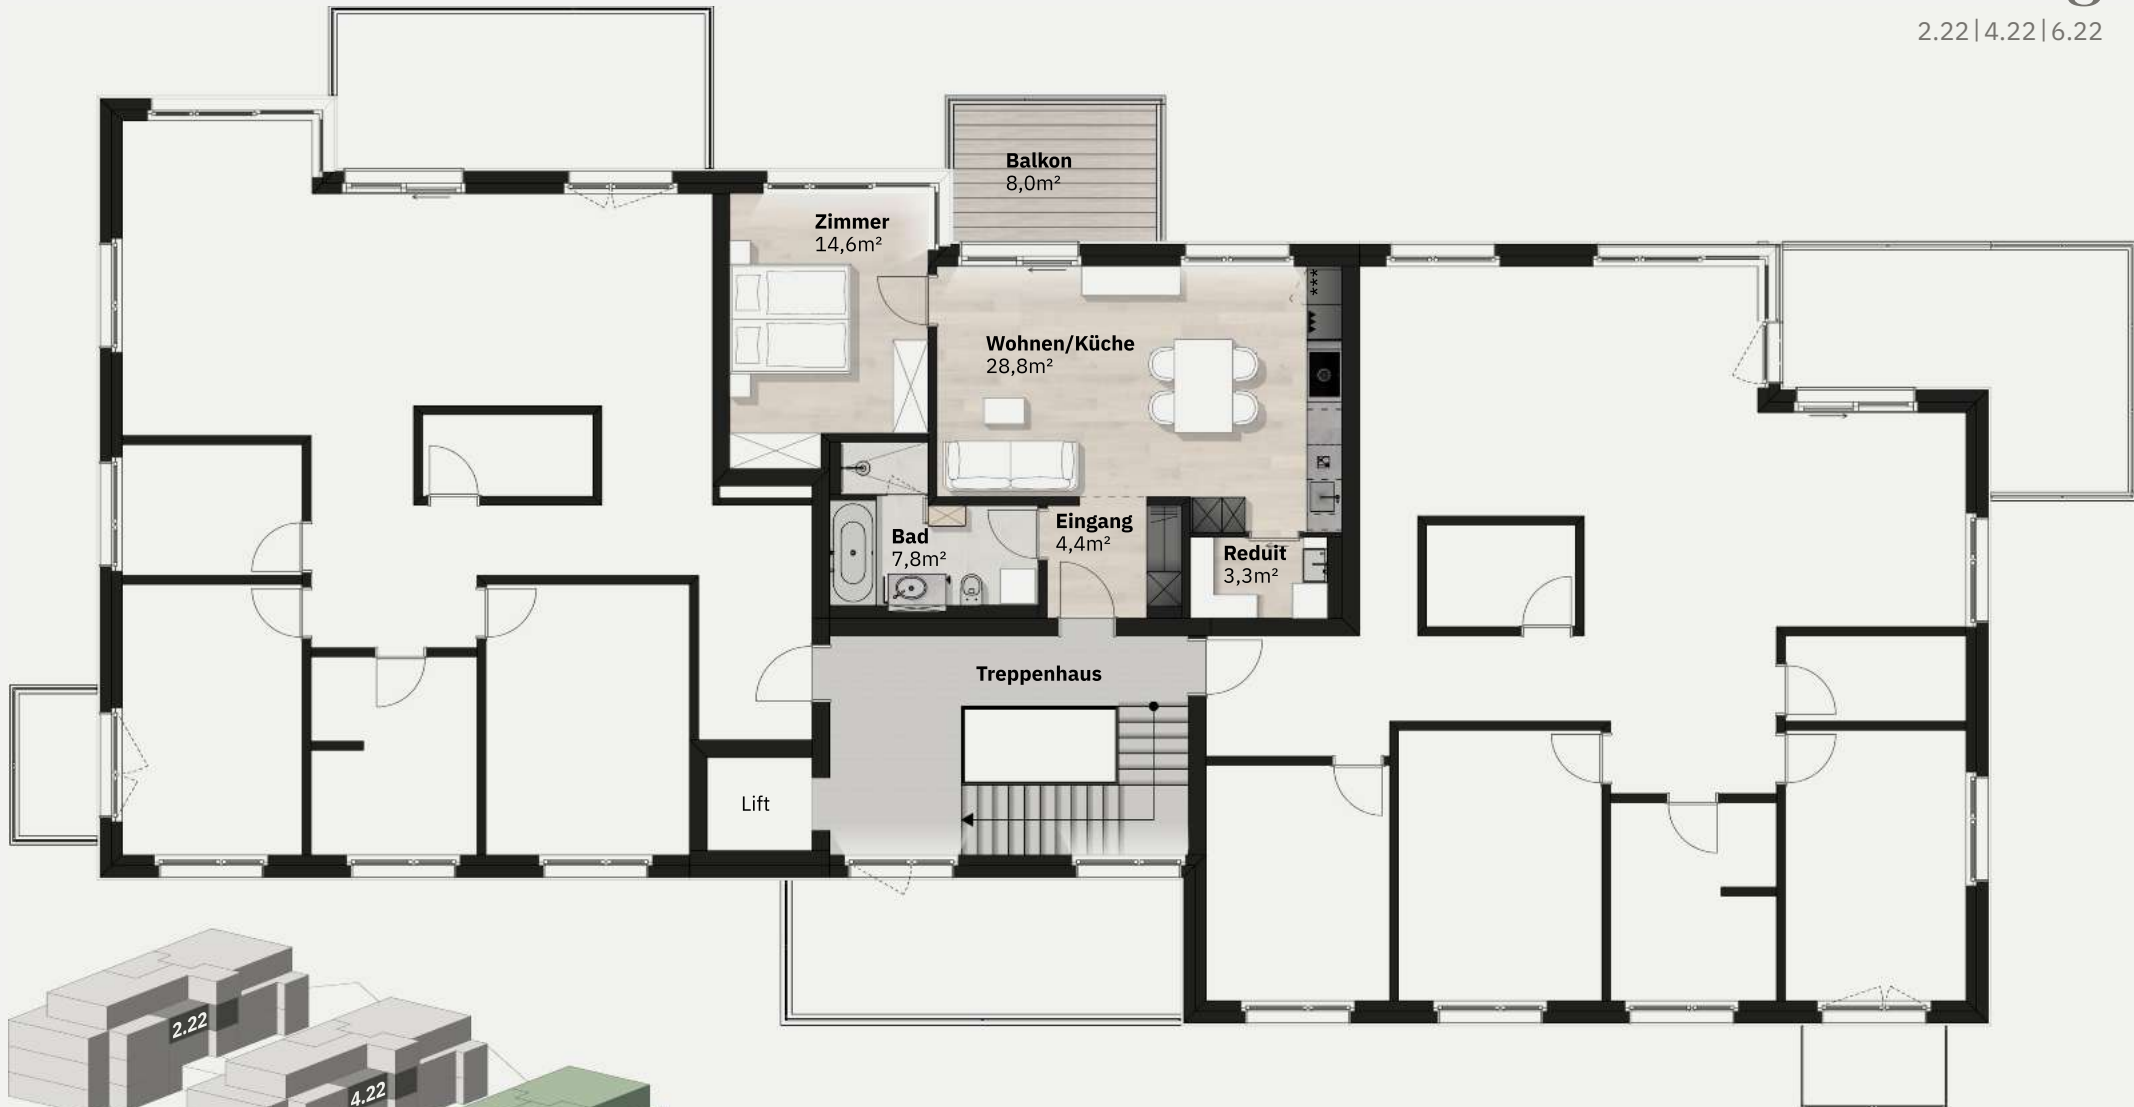 2.22|4.22|6.22
Balkon
8,0m²
Zimmer
14,6m²
Wohnen/Küche
28,8m²
Eingang
4,4m²
Bad
7,8m²
Reduit
3,3m²
Treppenhaus
Lift
2.22
4.22